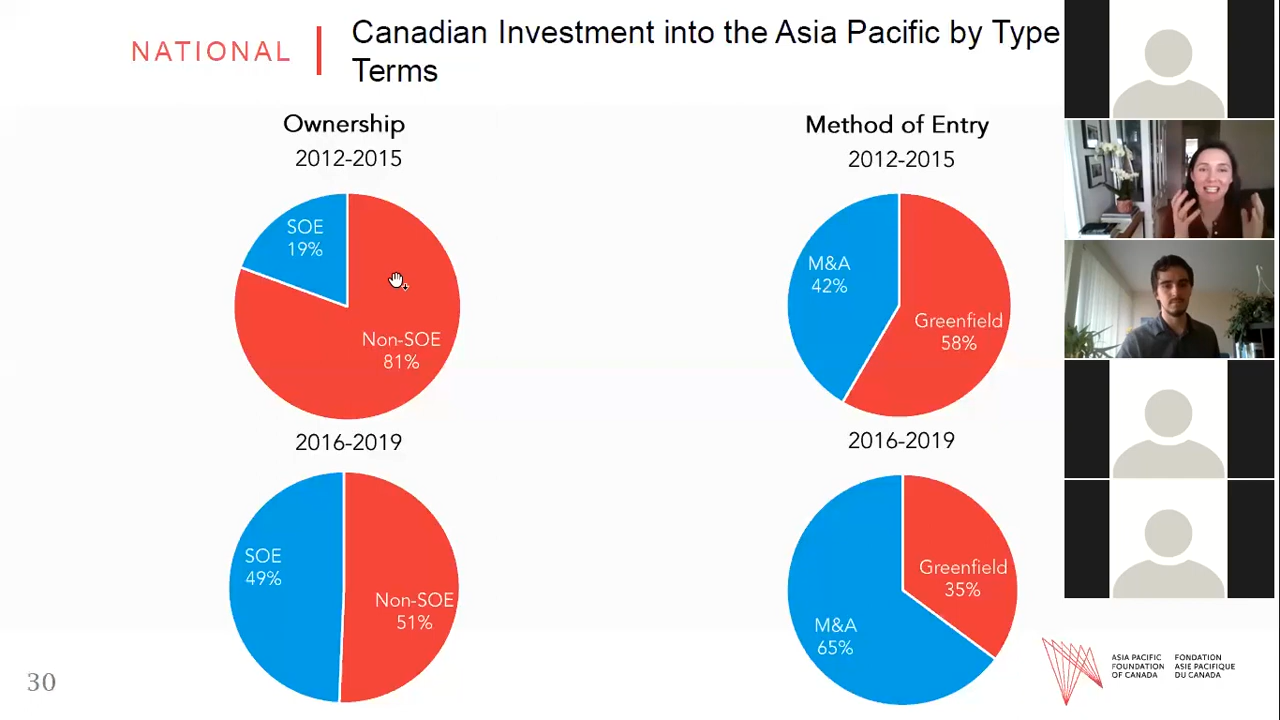 NATIONAL
Canadian Investment into the Asia Pacific by Type
Terms
Ownership
2012-2015
SOE
19%
Non-SOE
81%
2016-2019
SOE
49%
Non-SOE
51%
Method of Entry
2012-2015
M&A
42%
Greenfield
58%
2016-2019
Greenfield
35%
M&A
65%
30
ASIA PACIFIC
FOUNDATION
OF CANADA
FONDATION
ASIE PACIFIQUE
DU CANADA